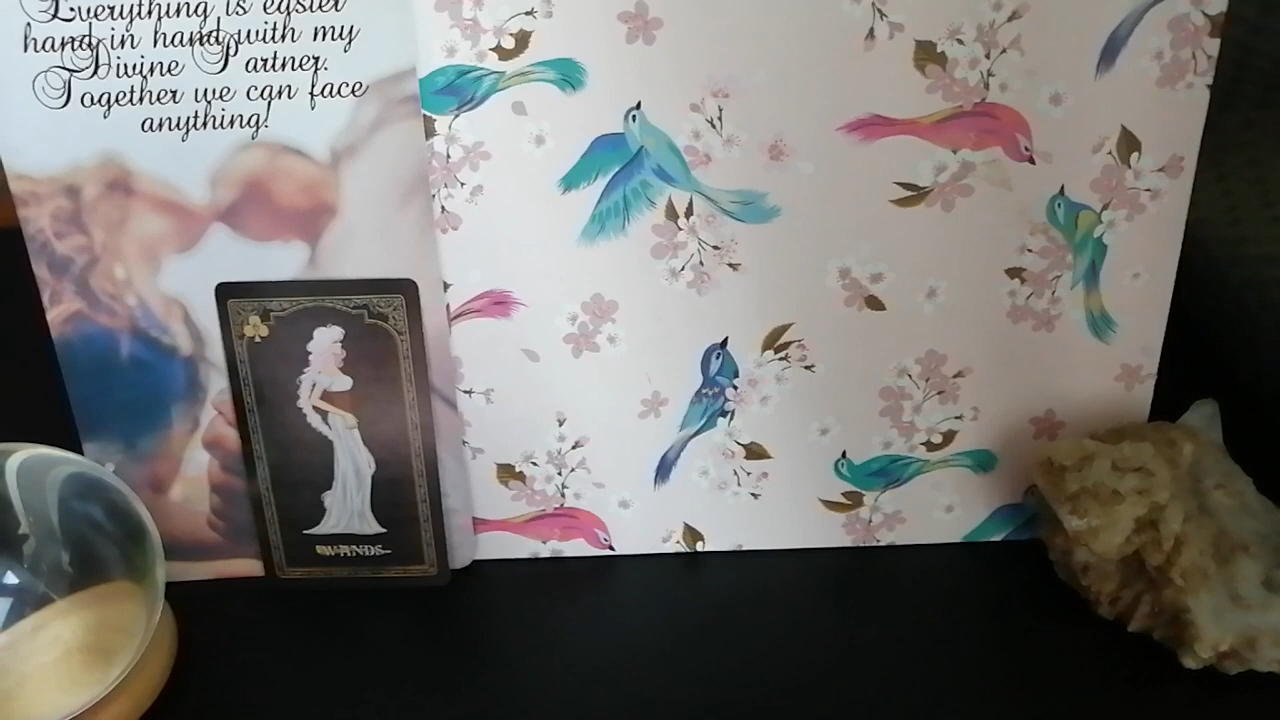 Everything is easier
hand in hand with my
Divine Partner.
Together we can face
anything!
WANDS